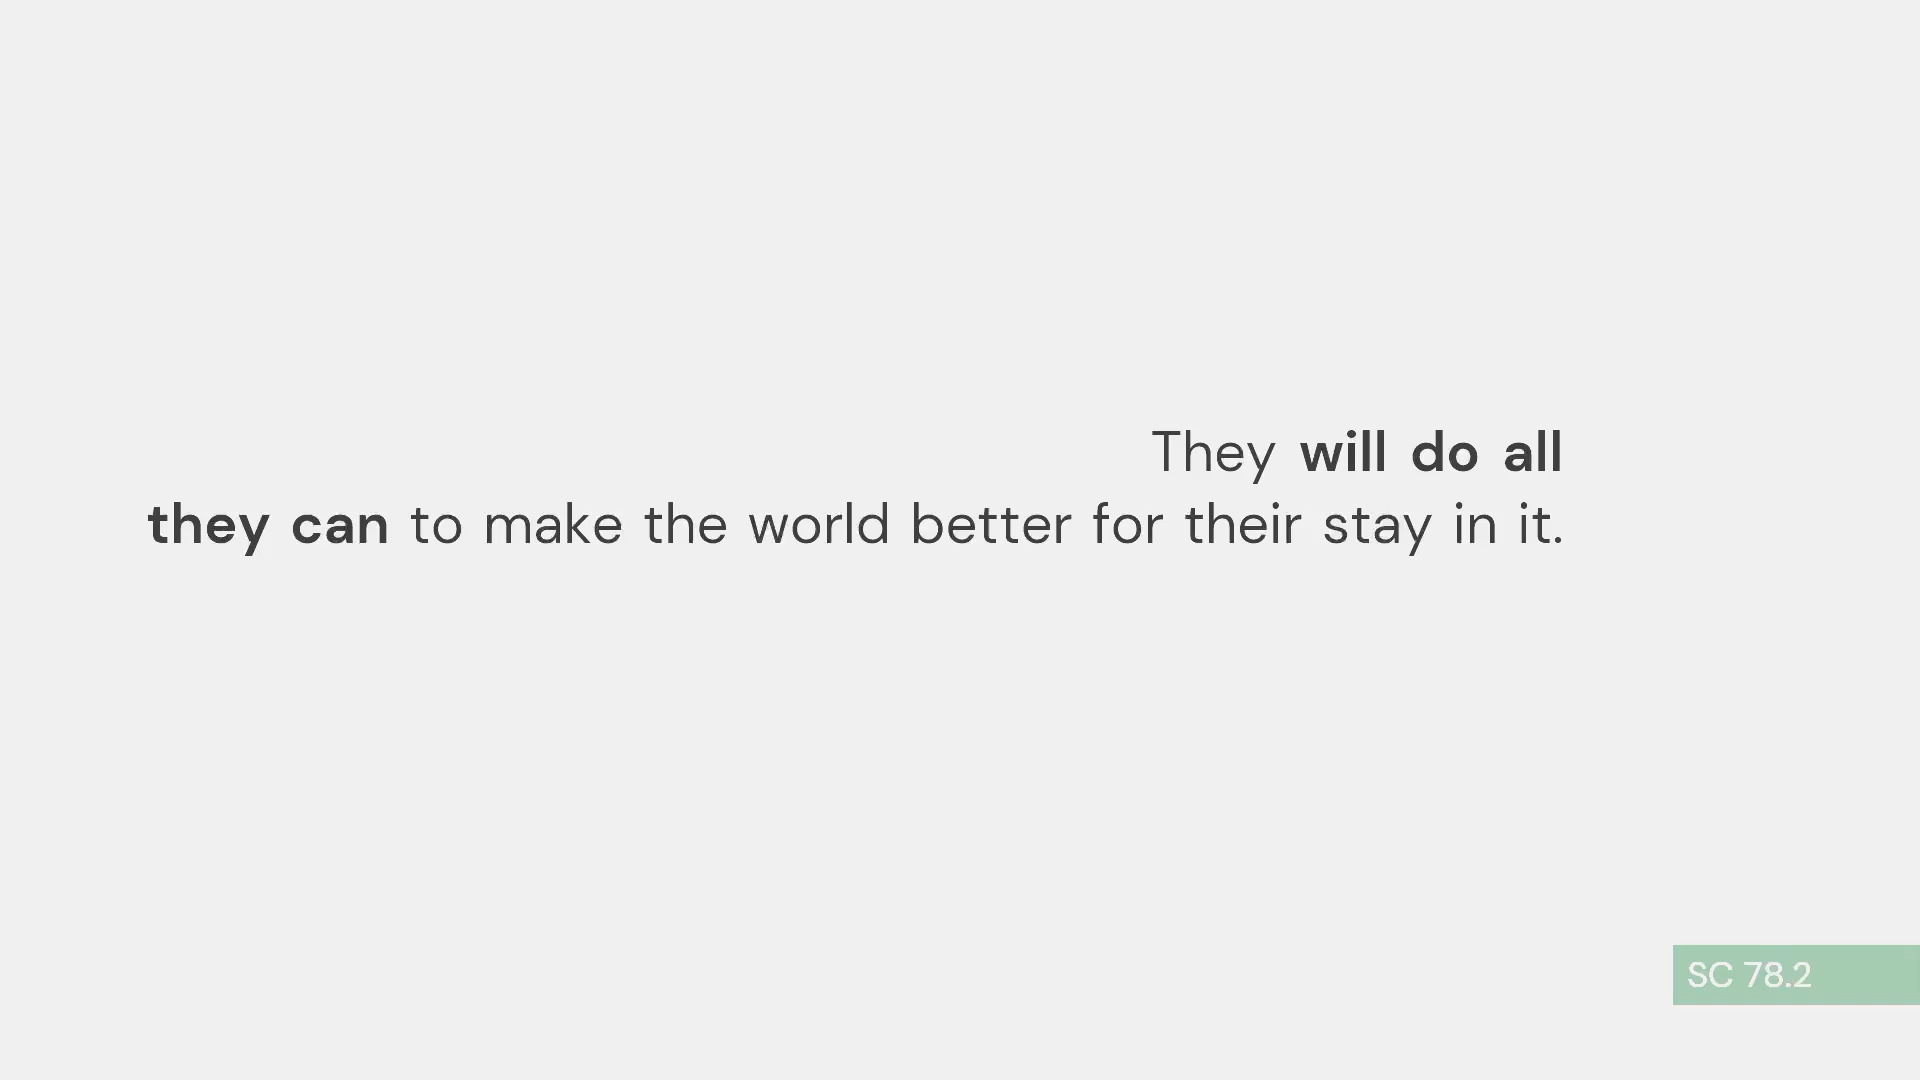 They will do all
they can to make the world better for their stay in it.
SC 78.2